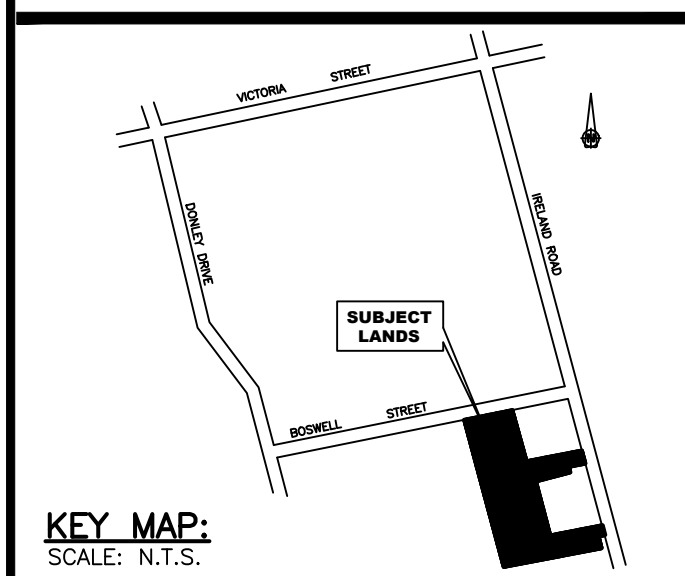 VICTORIA STREET
DONLEY DRIVE
IRELAND ROAD
SUBJECT
LANDS
BOSWELL STREET
KEY MAP:
SCALE: N.T.S.